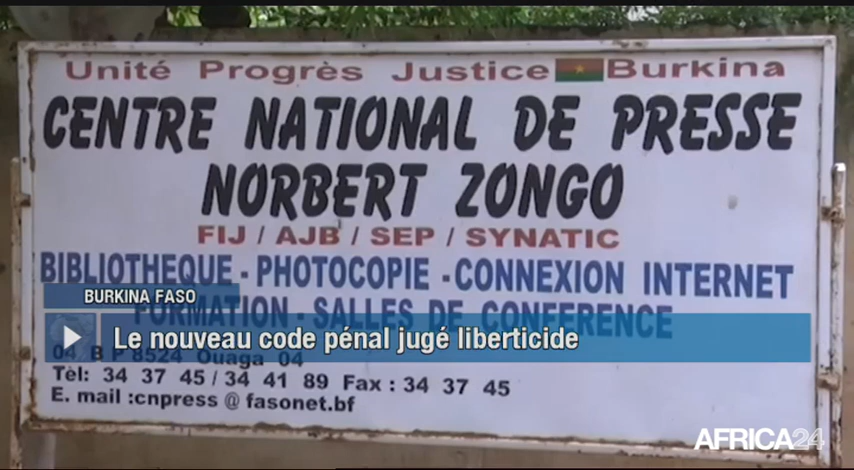 Unité Progrès Justice Burkina
CENTRE NATIONAL DE PRESSE
NORBERT ZONGO
FIJ / AJB / SEP / SYNATIC
BIBLIOTHEQUE - PHOTOCOPIE - CONNEXION INTERNET
BURKINA FASO
FORMATION - SALLES DE CONFERENCE
Le nouveau code pénal jugé liberticide
04 B P 8524 Ouaga 04
Tèl: 34 37 45 / 34 41 89 Fax : 34 37 45
E. mail :cnpress @ fasonet.bf
AFRICA24